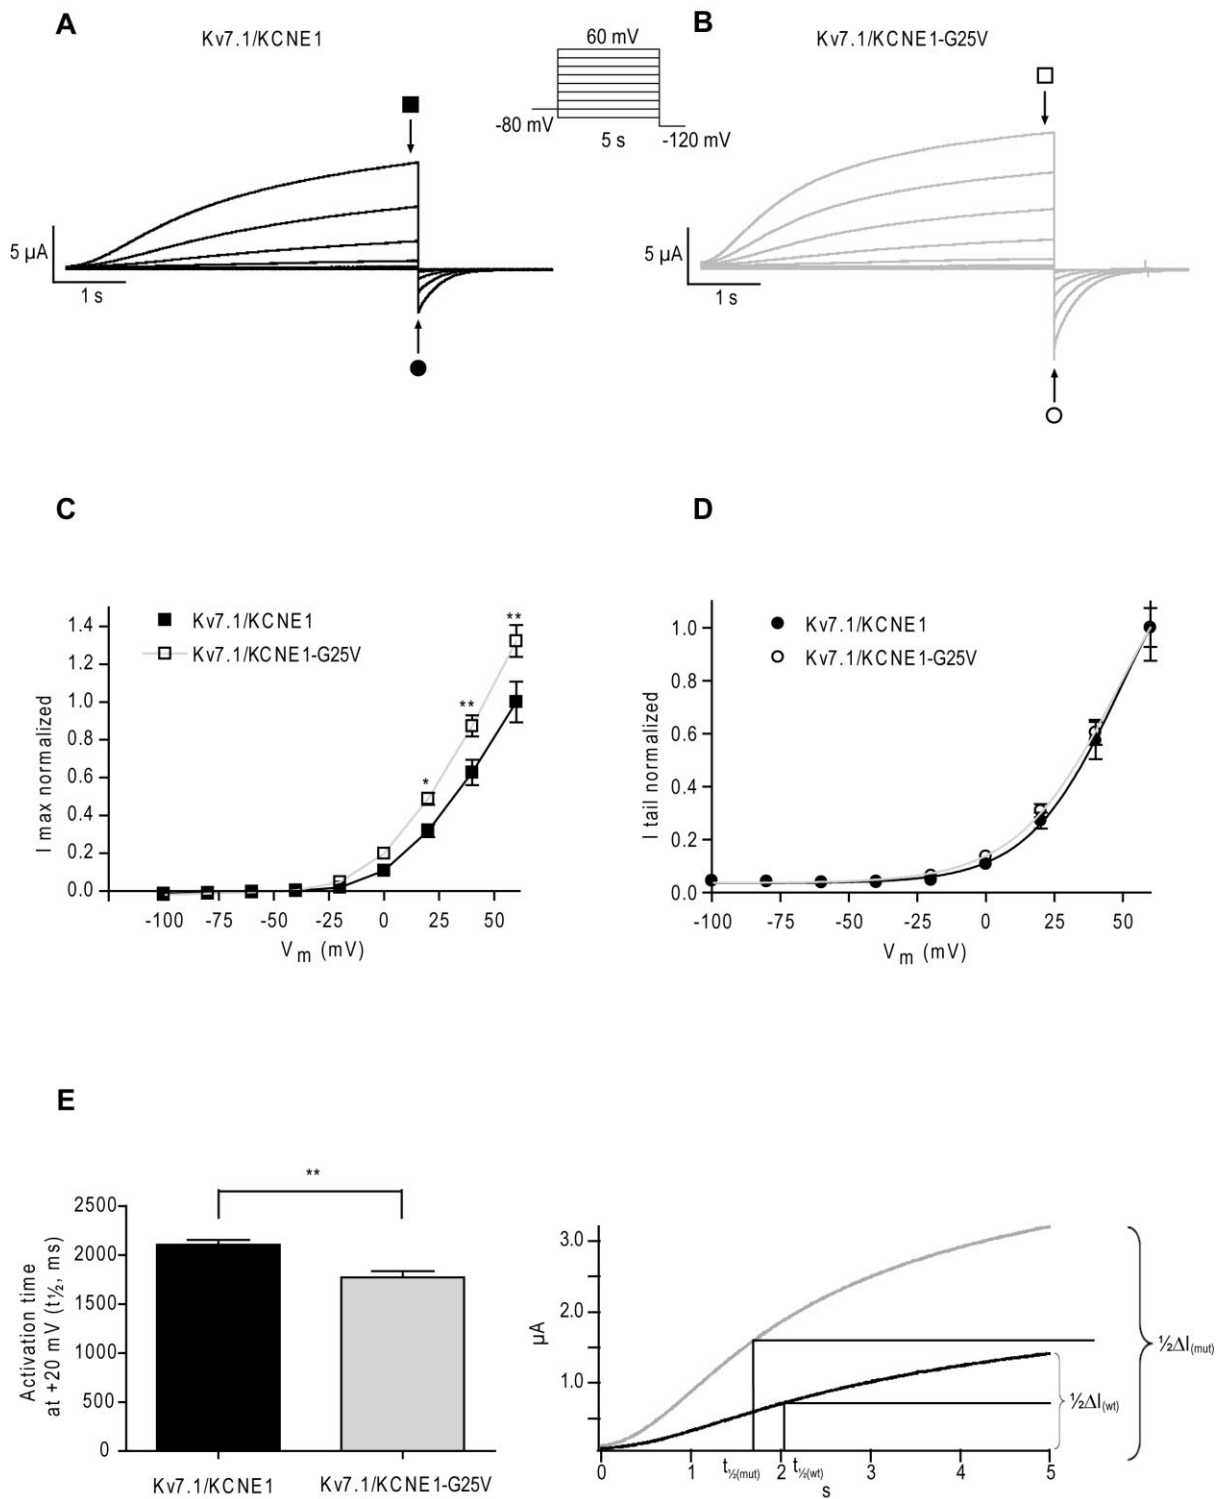 A
Kv7.1/KCNE1
60 mV
-80 mV
5 s
-120 mV
5 µA
1 s
B
Kv7.1/KCNE1-G25V
5 µA
1 s
C
Kv7.1/KCNE1
Kv7.1/KCNE1-G25V
I max normalized
1.4
1.2
1.0
0.8
0.6
0.4
0.2
0.0
*
**
**
-100
-75
-50
-25
0
25
50
Vm (mV)
D
Kv7.1/KCNE1
Kv7.1/KCNE1-G25V
I tail normalized
1.0
0.8
0.6
0.4
0.2
0.0
-100
-75
-50
-25
0
25
50
Vm (mV)
E
Activation time
at +20 mV (t½, ms)
2500
2000
1500
1000
500
0
**
Kv7.1/KCNE1
Kv7.1/KCNE1-G25V
µA
3.0
2.0
1.0
½ΔI(mut)
½ΔI(wt)
0
1
t½(mut)
2
t½(wt)
3
4
5
s